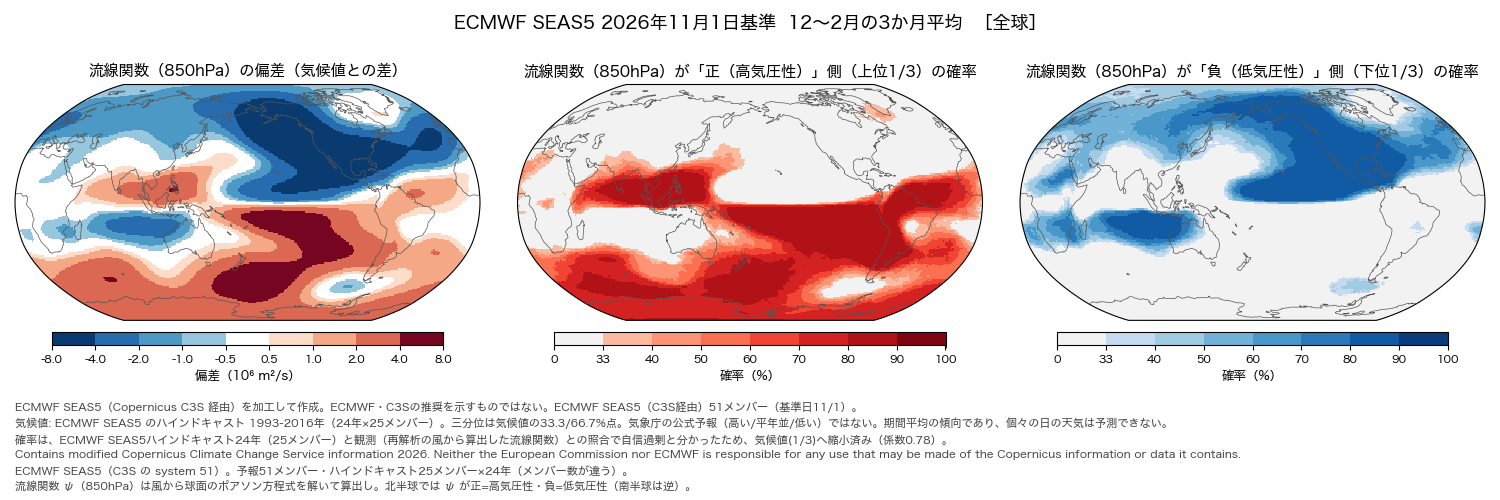 ECMWF SEAS5 2026年11月1日基準 12～2月の3か月平均 ［全球］
流線関数（850hPa）の偏差（気候値との差）
流線関数（850hPa）が「正（高気圧性）」側（上位1/3）の確率
流線関数（850hPa）が「負（低気圧性）」側（下位1/3）の確率
-8.0 -4.0 -2.0 -1.0 -0.5 0.5 1.0 2.0 4.0 8.0
偏差（10⁶ m²/s）
0 33 40 50 60 70 80 90 100
確率（%）
0 33 40 50 60 70 80 90 100
確率（%）
ECMWF SEAS5（Copernicus C3S 経由）を加工して作成。ECMWF・C3Sの推奨を示すものではない。ECMWF SEAS5（C3S経由）51メンバー（基準日11/1）。
気候値: ECMWF SEAS5 のハインドキャスト 1993-2016年（24年×25メンバー）。三分位は気候値の33.3/66.7%点。気象庁の公式予報（高い/平年並/低い）ではない。期間平均の傾向であり、個々の日の天気は予測できない。
確率は、ECMWF SEAS5ハインドキャスト24年（25メンバー）と観測（再解析の風から算出した流線関数）との照合で自信過剰と分かったため、気候値(1/3)へ縮小済み（係数0.78）。
Contains modified Copernicus Climate Change Service information 2026. Neither the European Commission nor ECMWF is responsible for any use that may be made of the Copernicus information or data it contains.
ECMWF SEAS5（C3S の system 51）。予報51メンバー・ハインドキャスト25メンバー×24年（メンバー数が違う）。
流線関数 ψ（850hPa）は風から球面のポアソン方程式を解いて算出し。北半球では ψ が正=高気圧性・負=低気圧性（南半球は逆）。